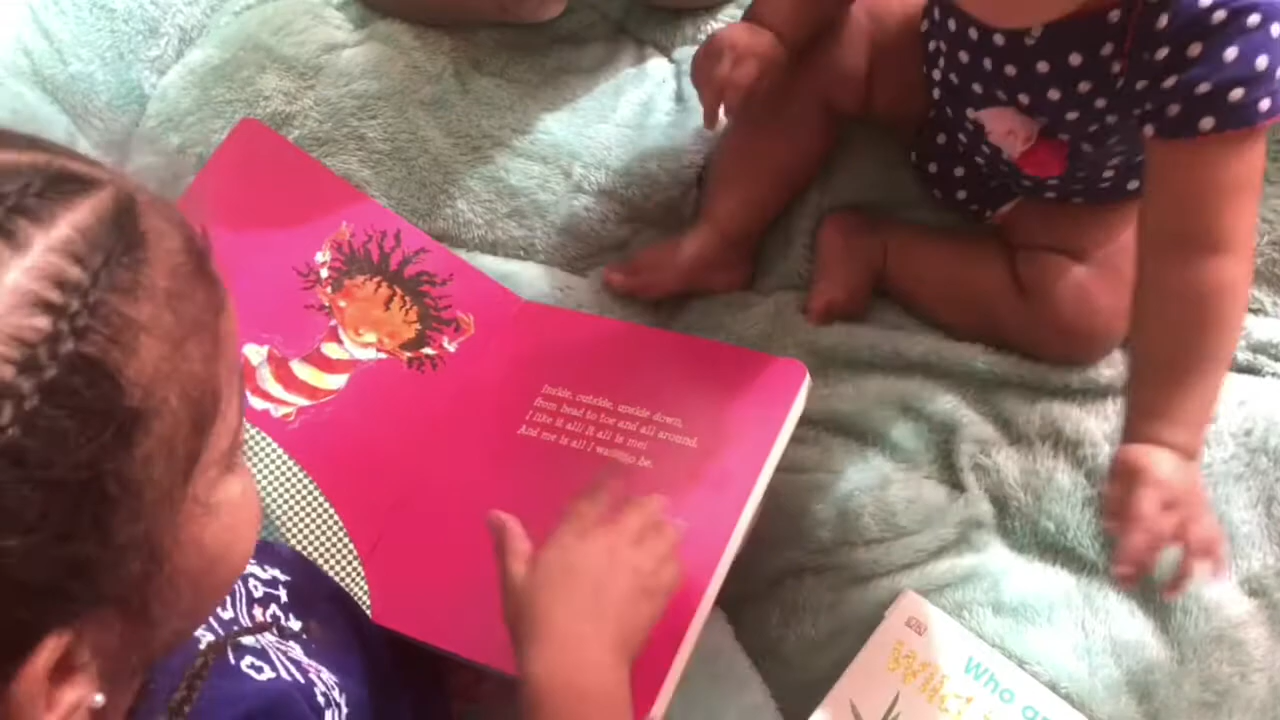 Inside, outside, upside down,
from head to toe and all around,
I like it all! It all is me!
And me is all I be.
DK
Who